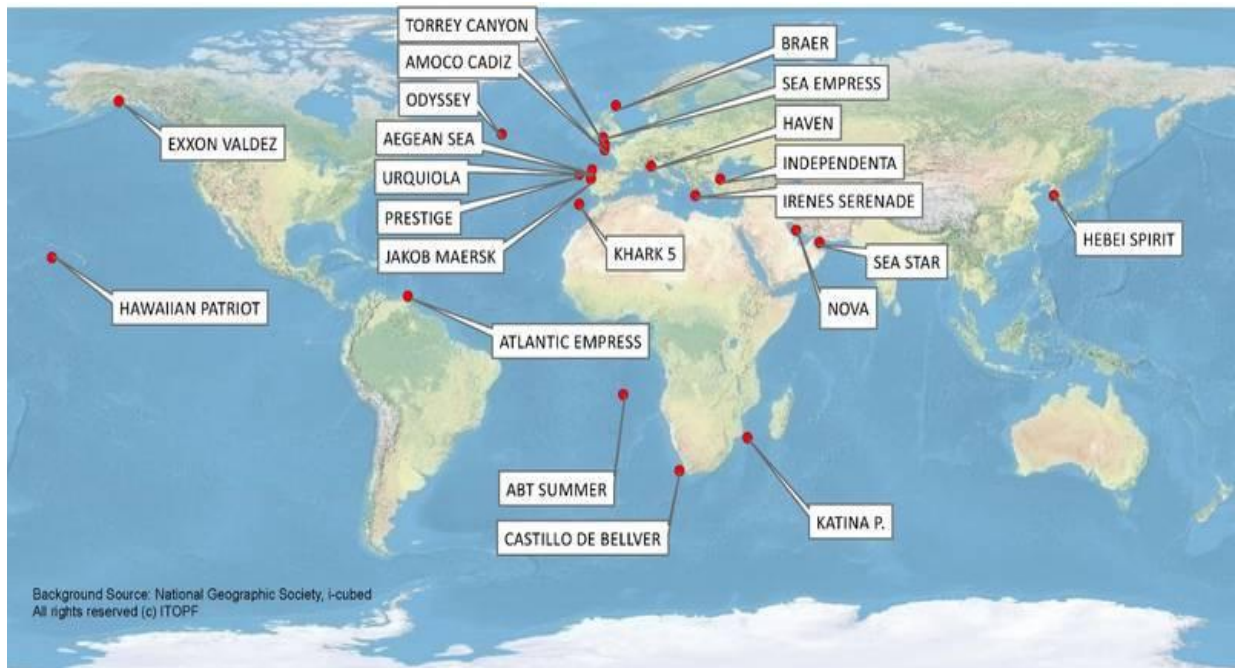 TORREY CANYON
BRAER
AMOCO CADIZ
SEA EMPRESS
ODYSSEY
HAVEN
EXXON VALDEZ
AEGEAN SEA
INDEPENDENTA
URQUIOLA
IRENES SERENADE
PRESTIGE
HEBEI SPIRIT
JAKOB MAERSK
KHARK 5
SEA STAR
HAWAIIAN PATRIOT
NOVA
ATLANTIC EMPRESS
ABT SUMMER
KATINA P.
CASTILLO DE BELLVER
Background Source: National Geographic Society, i-cubed
All rights reserved (c) ITOPF